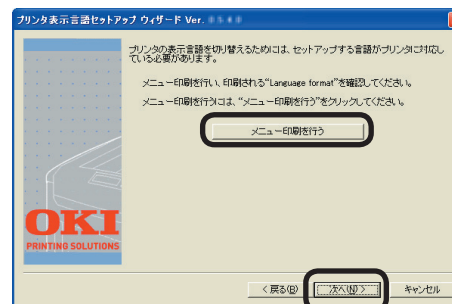 プリンタ表示言語セットアップ ウィザード Ver.
プリンタの表示言語を切り替えるためには、セットアップする言語がプリンタに対応し
ている必要があります。
メニュー印刷を行い、印刷される“Language format”を確認してください。
メニュー印刷を行うには、“メニュー印刷を行う”をクリックしてください。
メニュー印刷を行う
OKI
PRINTING SOLUTIONS
< 戻る(B)
次へ(N) >
キャンセル